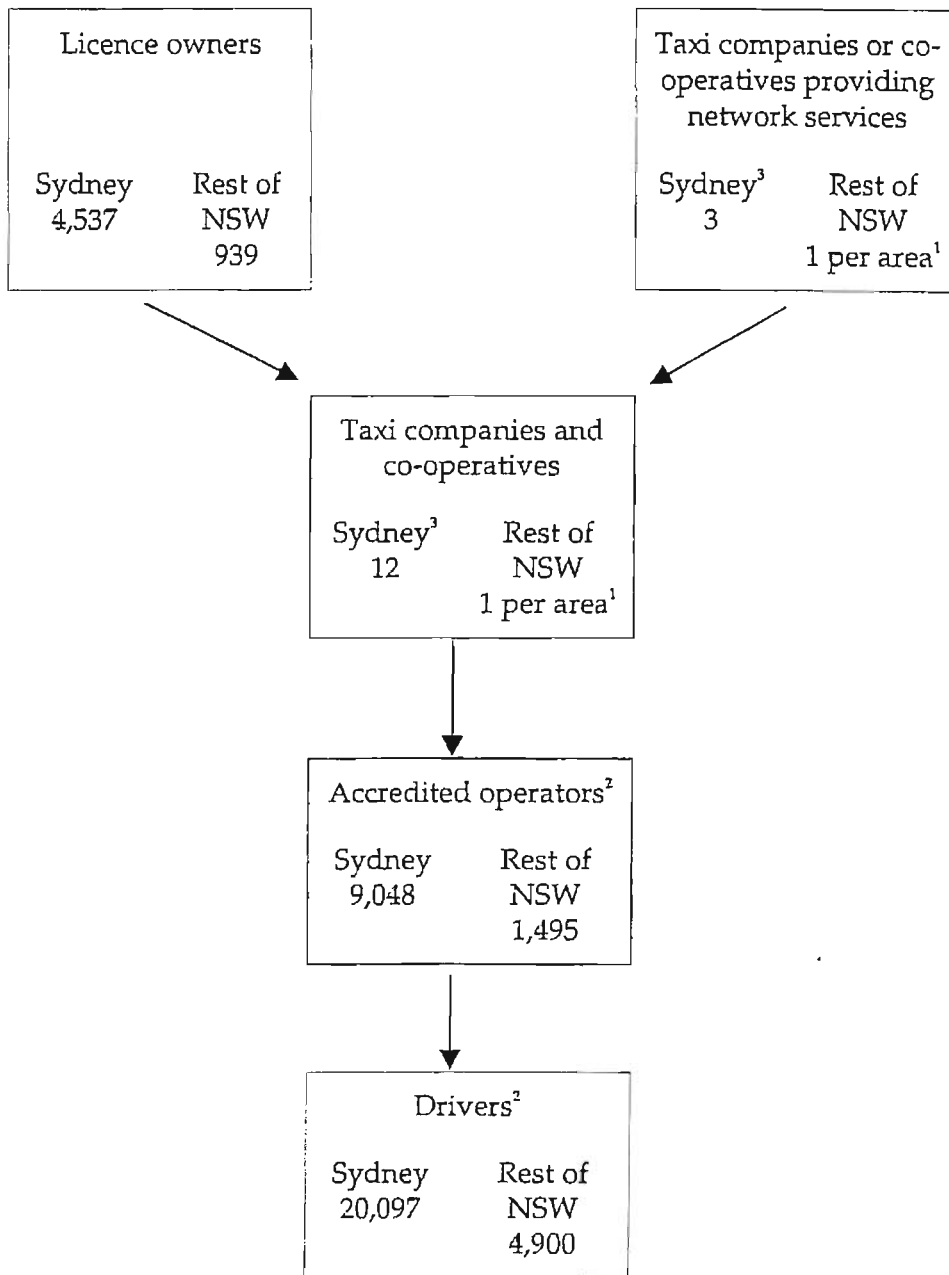 Licence owners
Sydney Rest of
4,537 NSW
939
Taxi companies or co-
operatives providing
network services
Sydney³ Rest of
3 NSW
1 per area¹
Taxi companies and
co-operatives
Sydney³ Rest of
12 NSW
1 per area¹
Accredited operators²
Sydney Rest of
9,048 NSW
1,495
Drivers²
Sydney Rest of
20,097 NSW
4,900